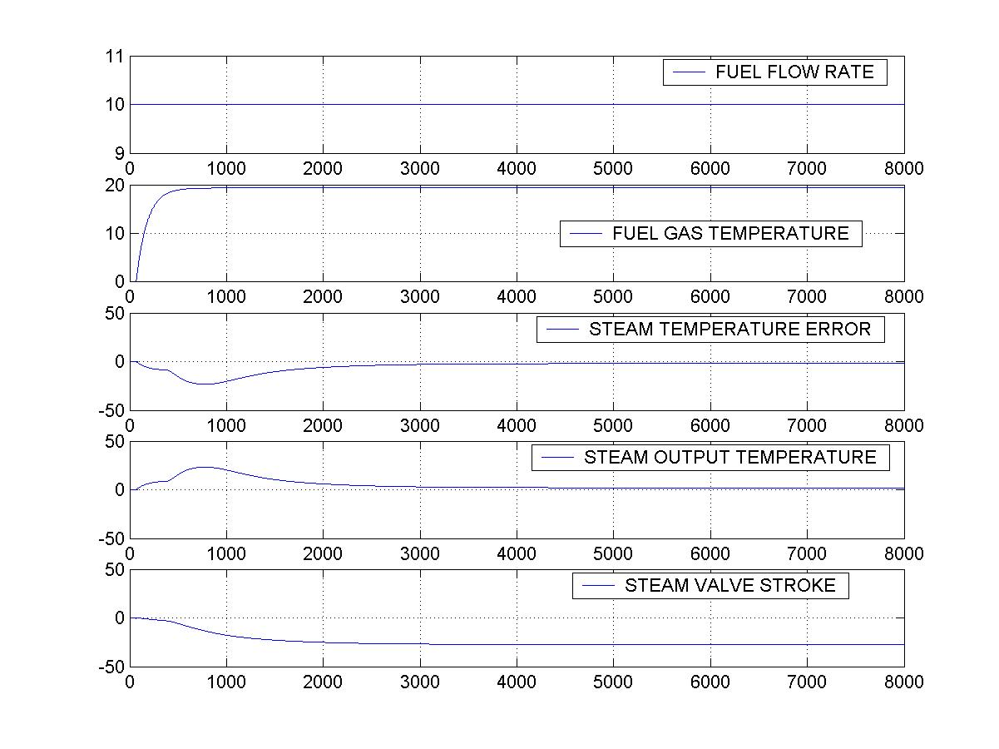 11
FUEL FLOW RATE
10
9
0 1000 2000 3000 4000 5000 6000 7000 8000
20
10
FUEL GAS TEMPERATURE
0
0 1000 2000 3000 4000 5000 6000 7000 8000
50
STEAM TEMPERATURE ERROR
0
-50
0 1000 2000 3000 4000 5000 6000 7000 8000
50
STEAM OUTPUT TEMPERATURE
0
-50
0 1000 2000 3000 4000 5000 6000 7000 8000
50
STEAM VALVE STROKE
0
-50
0 1000 2000 3000 4000 5000 6000 7000 8000